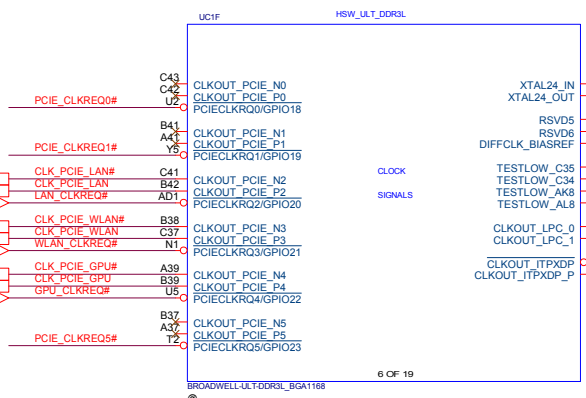 UC1F
HSW_ULT_DDR3L
C43
CLKOUT_PCIE_N0
C42
CLKOUT_PCIE_P0
PCIE_CLKREQ0#
U2
PCIECLKRQ0/GPIO18
B41
CLKOUT_PCIE_N1
A41
CLKOUT_PCIE_P1
PCIE_CLKREQ1#
Y5
PCIECLKRQ1/GPIO19
CLK_PCIE_LAN#
C41
CLKOUT_PCIE_N2
CLK_PCIE_LAN
B42
CLKOUT_PCIE_P2
LAN_CLKREQ#
AD1
PCIECLKRQ2/GPIO20
CLK_PCIE_WLAN#
B38
CLKOUT_PCIE_N3
CLK_PCIE_WLAN
C37
CLKOUT_PCIE_P3
WLAN_CLKREQ#
N1
PCIECLKRQ3/GPIO21
CLK_PCIE_GPU#
A39
CLKOUT_PCIE_N4
CLK_PCIE_GPU
B39
CLKOUT_PCIE_P4
GPU_CLKREQ#
U5
PCIECLKRQ4/GPIO22
B37
CLKOUT_PCIE_N5
A37
CLKOUT_PCIE_P5
PCIE_CLKREQ5#
T2
PCIECLKRQ5/GPIO23
CLOCK
SIGNALS
XTAL24_IN
XTAL24_OUT
RSVD5
RSVD6
DIFFCLK_BIASREF
TESTLOW_C35
TESTLOW_C34
TESTLOW_AK8
TESTLOW_AL8
CLKOUT_LPC_0
CLKOUT_LPC_1
CLKOUT_ITPXDP
CLKOUT_ITPXDP_P
6 OF 19
BROADWELL-ULT-DDR3L_BGA1168
@